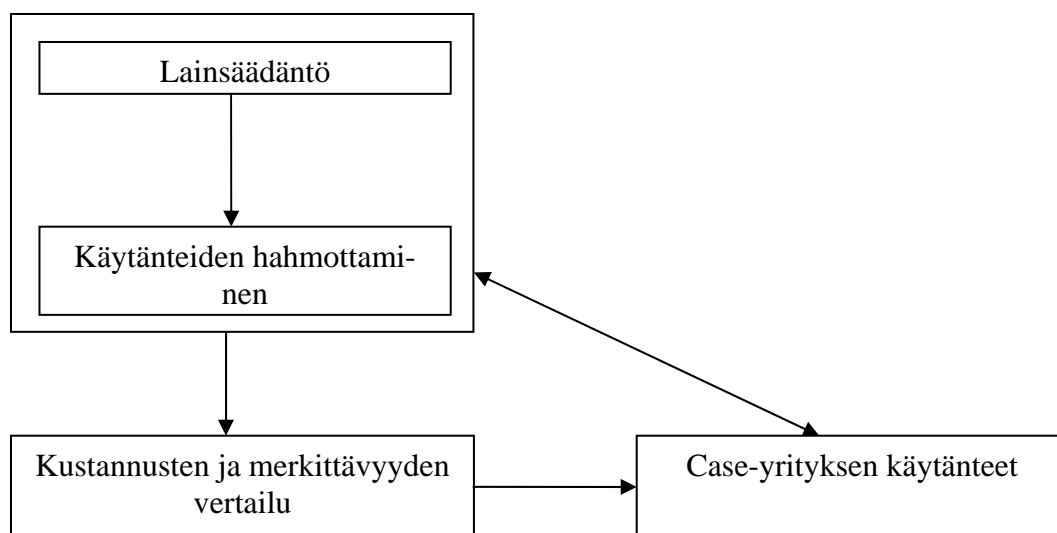 Lainsäädäntö
Käytänteiden hahmottami-
nen
Kustannusten ja merkittävyyden
vertailu
Case-yrityksen käytänteet